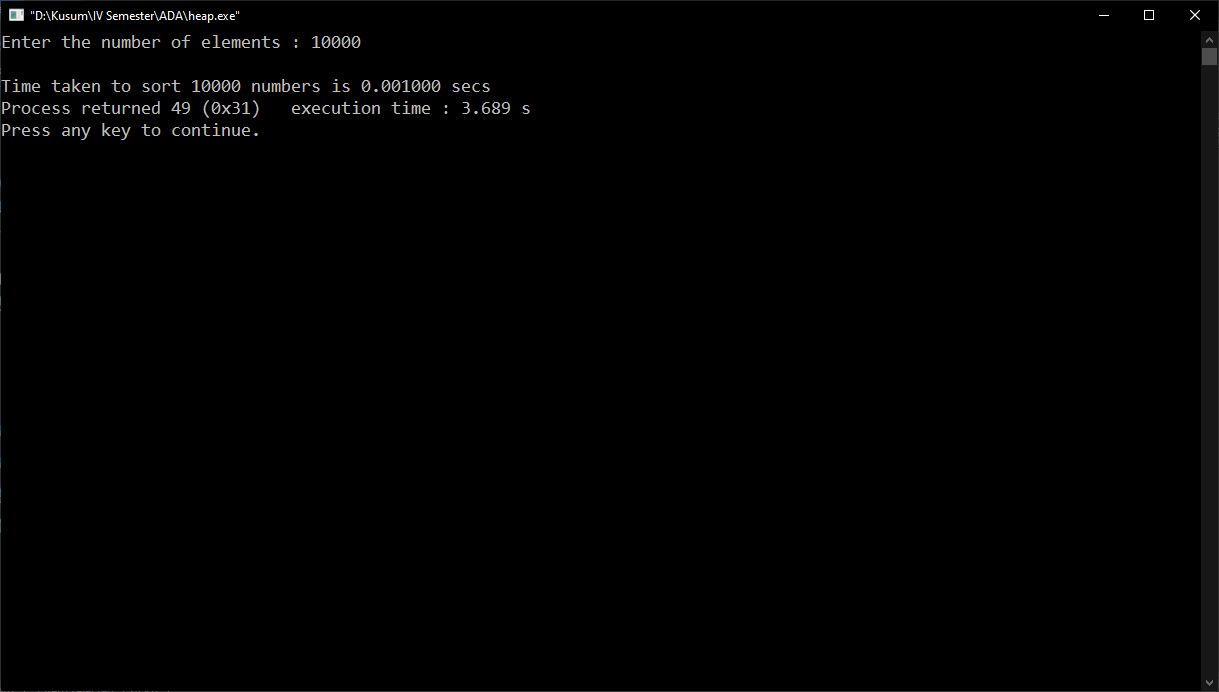 "D:\Kusum\IV Semester\ADA\heap.exe"
Enter the number of elements : 10000
Time taken to sort 10000 numbers is 0.001000 secs
Process returned 49 (0x31)   execution time : 3.689 s
Press any key to continue.